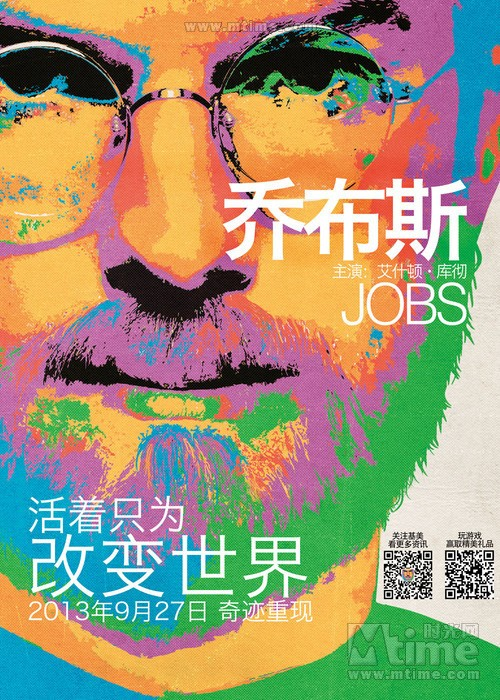 www.mtime.com
乔布斯
主演：艾什顿·库彻
JOBS
活着只为
改变世界
2013年9月27日 奇迹重现
关注基美
看更多资讯
玩游戏
赢取精美礼品
Mtime时光网
www.mtime.com